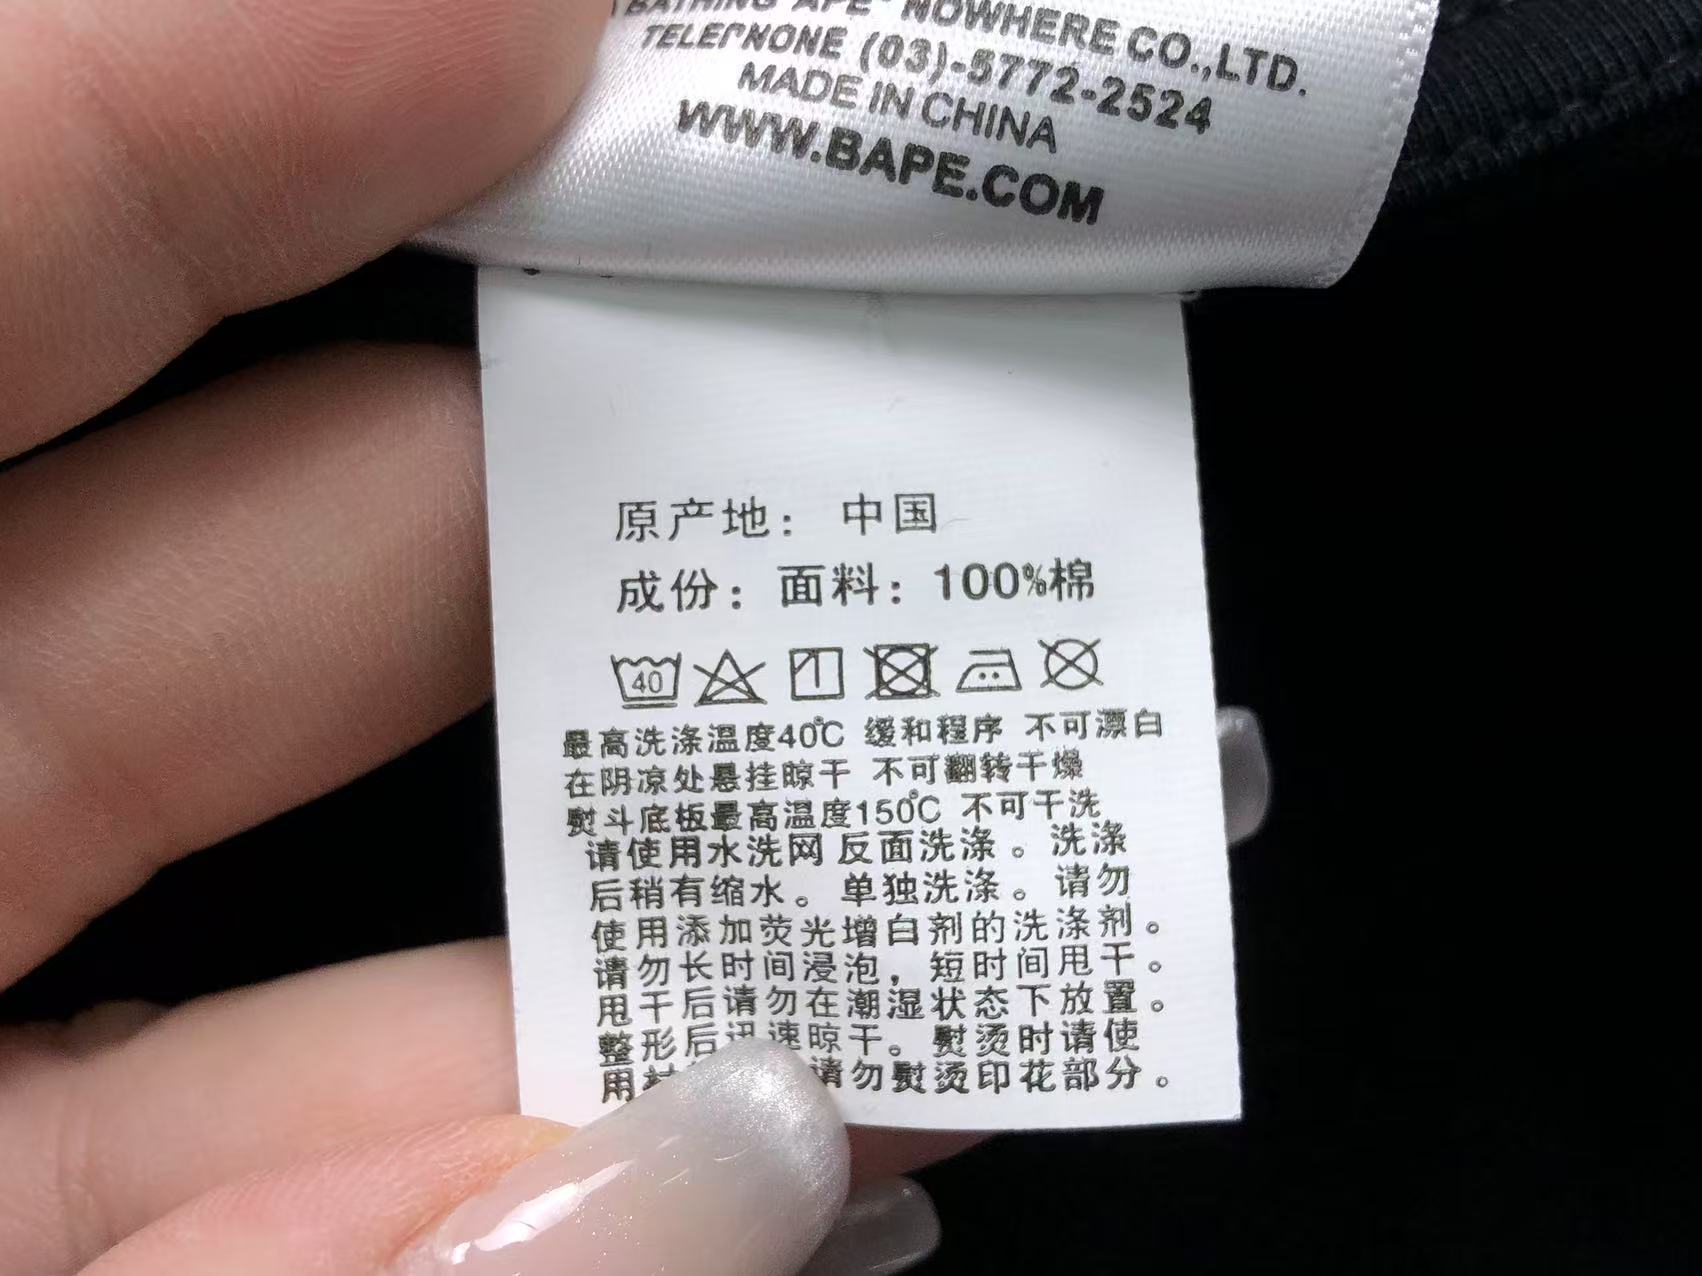 BATHING APE® NOWHERE CO.,LTD.
TELEPHONE (03)-5772-2524
MADE IN CHINA
WWW.BAPE.COM
原产地：中国
成份：面料：100%棉
40
最高洗涤温度40℃ 缓和程序 不可漂白
在阴凉处悬挂晾干 不可翻转干燥
熨斗底板最高温度150℃ 不可干洗
请使用水洗网 反面洗涤。洗涤
后稍有缩水。单独洗涤。请勿
使用添加荧光增白剂的洗涤剂。
请勿长时间浸泡，短时间甩干。
甩干后请勿在潮湿状态下放置。
整形后迅速晾干。熨烫时请使
用 请勿熨烫印花部分。